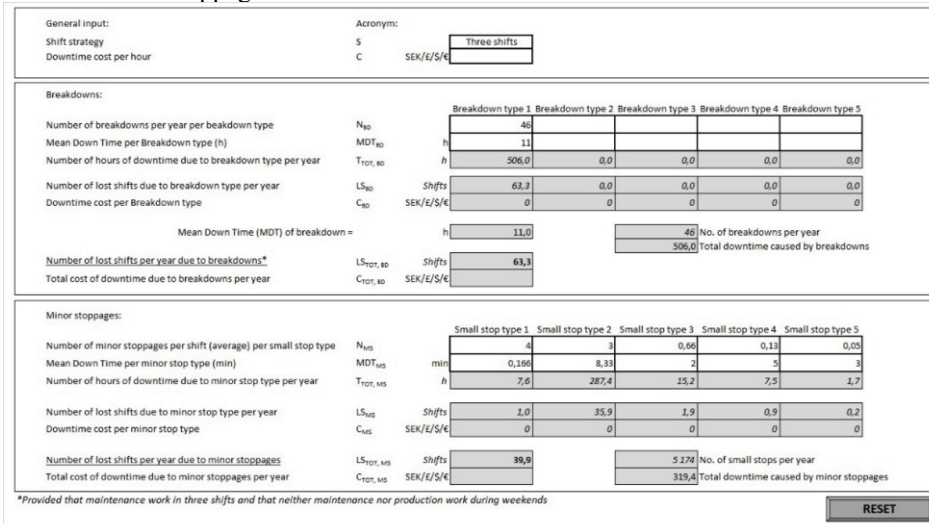 General input: Acronym:
Shift strategy S Three shifts
Downtime cost per hour C SEK/£/$/€
Breakdowns:
Breakdown type 1 Breakdown type 2 Breakdown type 3 Breakdown type 4 Breakdown type 5
Number of breakdowns per year per beakdown type N_BD 46
Mean Down Time per Breakdown type (h) MDT_BD h 11
Number of hours of downtime due to breakdown type per year T_TOT, BD h 506,0 0,0 0,0 0,0 0,0
Number of lost shifts due to breakdown type per year LS_BD Shifts 63,3 0,0 0,0 0,0 0,0
Downtime cost per Breakdown type C_BD SEK/£/$/€ 0 0 0 0 0
Mean Down Time (MDT) of breakdown = h 11,0 46 No. of breakdowns per year
506,0 Total downtime caused by breakdowns
Number of lost shifts per year due to breakdowns* LS_TOT, BD Shifts 63,3
Total cost of downtime due to breakdowns per year C_TOT, BD SEK/£/$/€
Minor stoppages:
Small stop type 1 Small stop type 2 Small stop type 3 Small stop type 4 Small stop type 5
Number of minor stoppages per shift (average) per small stop type N_MS 4 3 0,66 0,13 0,05
Mean Down Time per minor stop type (min) MDT_MS min 0,166 8,33 2 5 3
Number of hours of downtime due to minor stop type per year T_TOT, MS h 7,6 287,4 15,2 7,5 1,7
Number of lost shifts due to minor stop type per year LS_MS Shifts 1,0 35,9 1,9 0,9 0,2
Downtime cost per minor stop type C_MS SEK/£/$/€ 0 0 0 0 0
Number of lost shifts per year due to minor stoppages LS_TOT, MS Shifts 39,9 5 174 No. of small stops per year
Total cost of downtime due to minor stoppages per year C_TOT, MS SEK/£/$/€ 319,4 Total downtime caused by minor stoppages
*Provided that maintenance work in three shifts and that neither maintenance nor production work during weekends
RESET